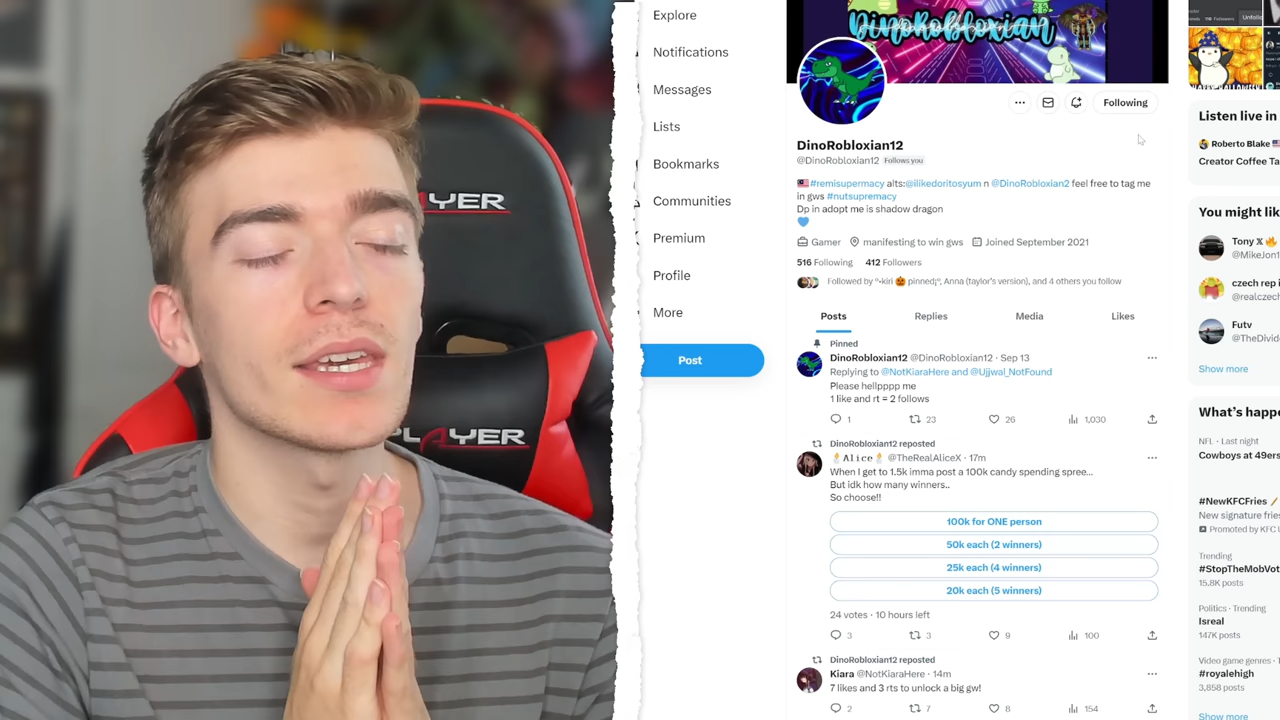 YER
PLAYER
Explore
Notifications
Messages
Lists
Bookmarks
Communities
Premium
Profile
More
Post
DinoRobloxian
Following
DinoRobloxian12
@DinoRobloxian12 Follows you
🇲🇾#remisupermacy alts:@ilikedoritosyum n @DinoRobloxian2 feel free to tag me
in gws #nutsupremacy
Dp in adopt me is shadow dragon
💙
Gamer manifesting to win gws Joined September 2021
516 Following 412 Followers
Followed by °•kiri 🎃 pinned¡!, Anna (taylor's version), and 4 others you follow
Posts Replies Media Likes
Pinned
DinoRobloxian12 @DinoRobloxian12 · Sep 13
Replying to @NotKiaraHere and @Ujjwal_NotFound
Please hellpppp me
1 like and rt = 2 follows
1 23 26 1,030
DinoRobloxian12 reposted
Alice @TheRealAliceX · 17m
When I get to 1.5k imma post a 100k candy spending spree...
But idk how many winners..
So choose!!
100k for ONE person
50k each (2 winners)
25k each (4 winners)
20k each (5 winners)
24 votes · 10 hours left
3 3 9 100
DinoRobloxian12 reposted
Kiara @NotKiaraHere · 14m
7 likes and 3 rts to unlock a big gw!
2 7 8 154
Unfollo
Listen live in
Roberto Blake
Creator Coffee Ta
You might lik
Tony X 🔥
@MikeJon1
czech rep i
@realczech
Futv
@TheDivide
Show more
What's happe
NFL · Last night
Cowboys at 49ers
#NewKFCFries
New signature fries
Promoted by KFC U
Trending
#StopTheMobVot
15.8K posts
Politics · Trending
Isreal
147K posts
Video game genres · T
#royalehigh
3,858 posts
Show more